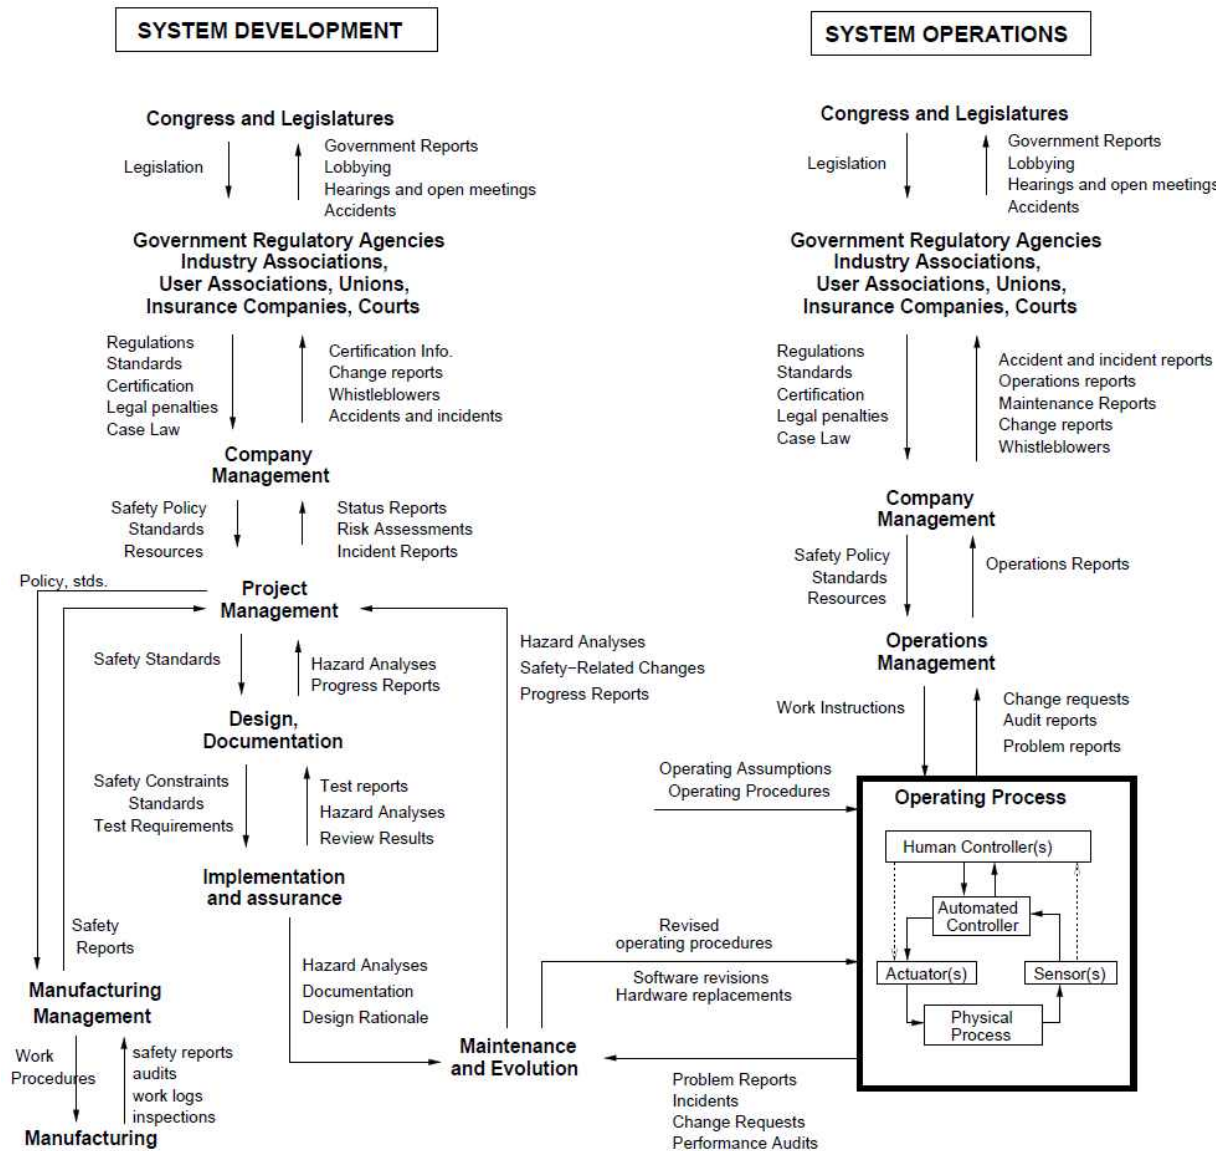 SYSTEM DEVELOPMENT
Congress and Legislatures
Legislation
Government Reports
Lobbying
Hearings and open meetings
Accidents
Government Regulatory Agencies
Industry Associations,
User Associations, Unions,
Insurance Companies, Courts
Regulations
Standards
Certification
Legal penalties
Case Law
Certification Info.
Change reports
Whistleblowers
Accidents and incidents
Company
Management
Safety Policy
Standards
Resources
Status Reports
Risk Assessments
Incident Reports
Policy, stds.
Project
Management
Hazard Analyses
Safety-Related Changes
Progress Reports
Safety Standards
Hazard Analyses
Progress Reports
Design,
Documentation
Safety Constraints
Standards
Test Requirements
Test reports
Hazard Analyses
Review Results
Implementation
and assurance
Safety
Reports
Hazard Analyses
Documentation
Design Rationale
Manufacturing
Management
Work
Procedures
safety reports
audits
work logs
inspections
Manufacturing
Maintenance
and Evolution
SYSTEM OPERATIONS
Congress and Legislatures
Legislation
Government Reports
Lobbying
Hearings and open meetings
Accidents
Government Regulatory Agencies
Industry Associations,
User Associations, Unions,
Insurance Companies, Courts
Regulations
Standards
Certification
Legal penalties
Case Law
Accident and incident reports
Operations reports
Maintenance Reports
Change reports
Whistleblowers
Company
Management
Safety Policy
Standards
Resources
Operations Reports
Operations
Management
Work Instructions
Change requests
Audit reports
Problem reports
Operating Assumptions
Operating Procedures
Operating Process
Human Controller(s)
Automated
Controller
Actuator(s)
Sensor(s)
Physical
Process
Revised
operating procedures
Software revisions
Hardware replacements
Problem Reports
Incidents
Change Requests
Performance Audits